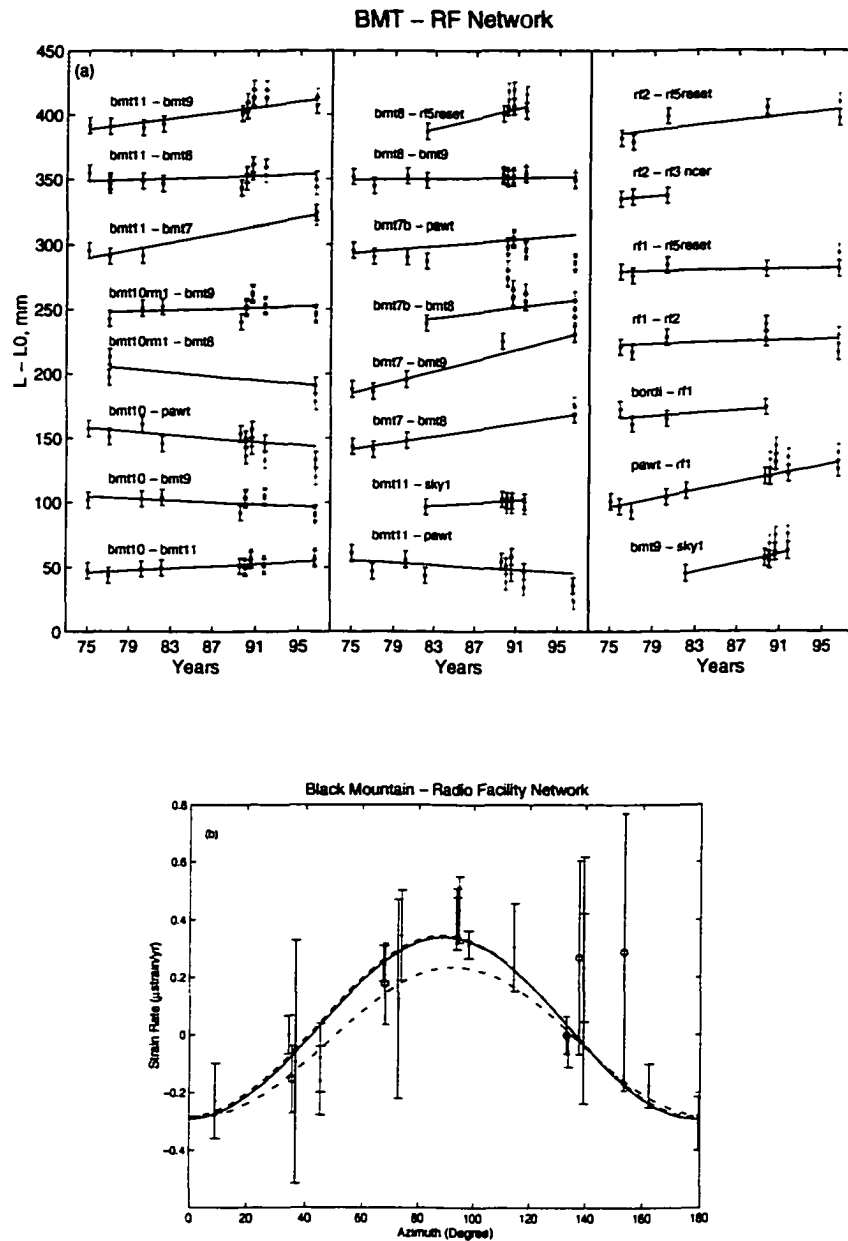 BMT – RF Network
(a)
L – L0, mm
450
400
350
300
250
200
150
100
50
0
bmt11 – bmt9
bmt11 – bmt8
bmt11 – bmt7
bmt10rm1 – bmt9
bmt10rm1 – bmt8
bmt10 – pawt
bmt10 – bmt9
bmt10 – bmt11
75 79 83 87 91 95
Years
bmt8 – rf5reset
bmt8 – bmt9
bmt7b – pawt
bmt7b – bmt8
bmt7 – bmt9
bmt7 – bmt8
bmt11 – sky1
bmt11 – pawt
75 79 83 87 91 95
Years
rf2 – rf5reset
rf2 – rf3 ncer
rf1 – rf5reset
rf1 – rf2
bordi – rf1
pawt – rf1
bmt9 – sky1
75 79 83 87 91 95
Years
Black Mountain – Radio Facility Network
(b)
Strain Rate (μstrain/yr)
0.8
0.6
0.4
0.2
0
−0.2
−0.4
0 20 40 60 80 100 120 140 160 180
Azimuth (Degree)